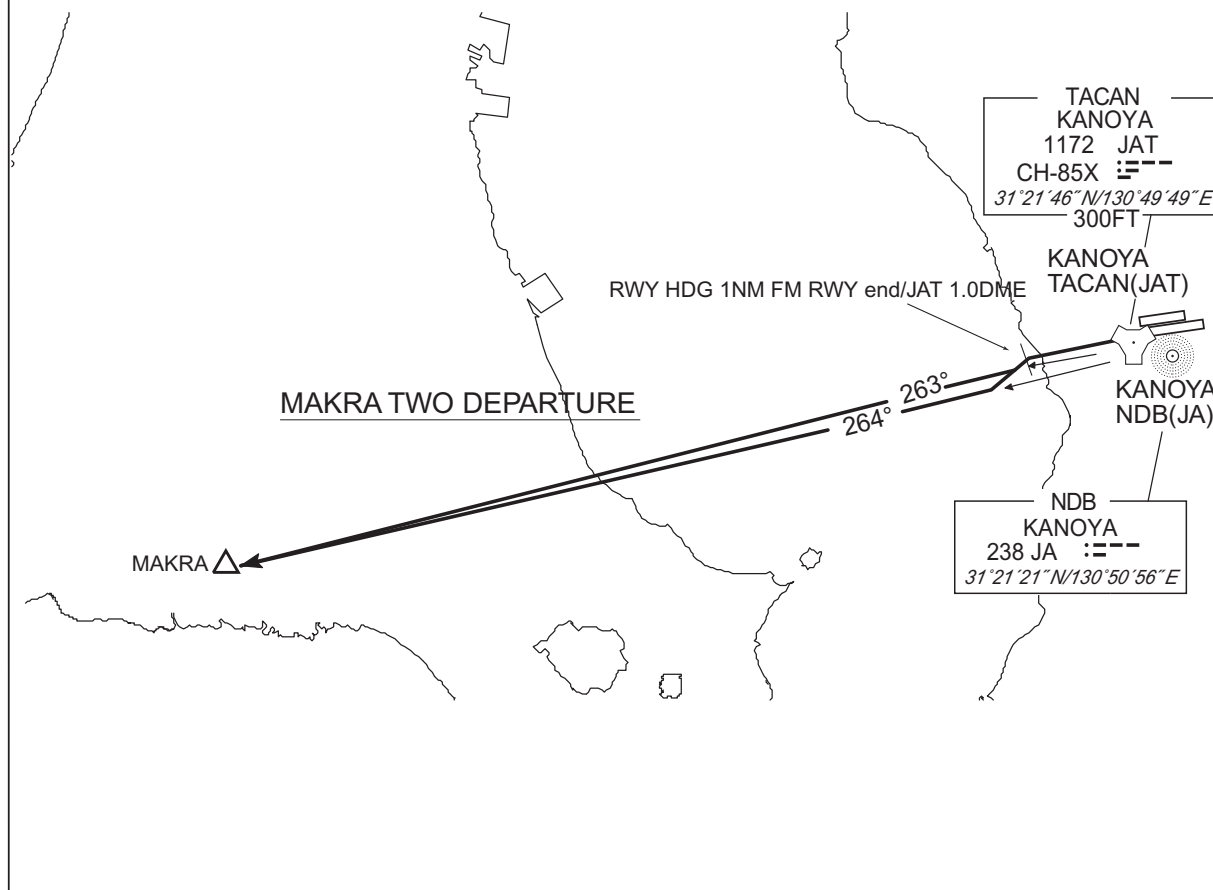 TACAN
KANOYA
1172 JAT
CH-85X
31°21´46˝N/130°49´49˝E
300FT
KANOYA
TACAN(JAT)
RWY HDG 1NM FM RWY end/JAT 1.0DME
KANOYA
NDB(JA)
263°
264°
MAKRA TWO DEPARTURE
NDB
KANOYA
238 JA
31°21´21˝N/130°50´56˝E
MAKRA